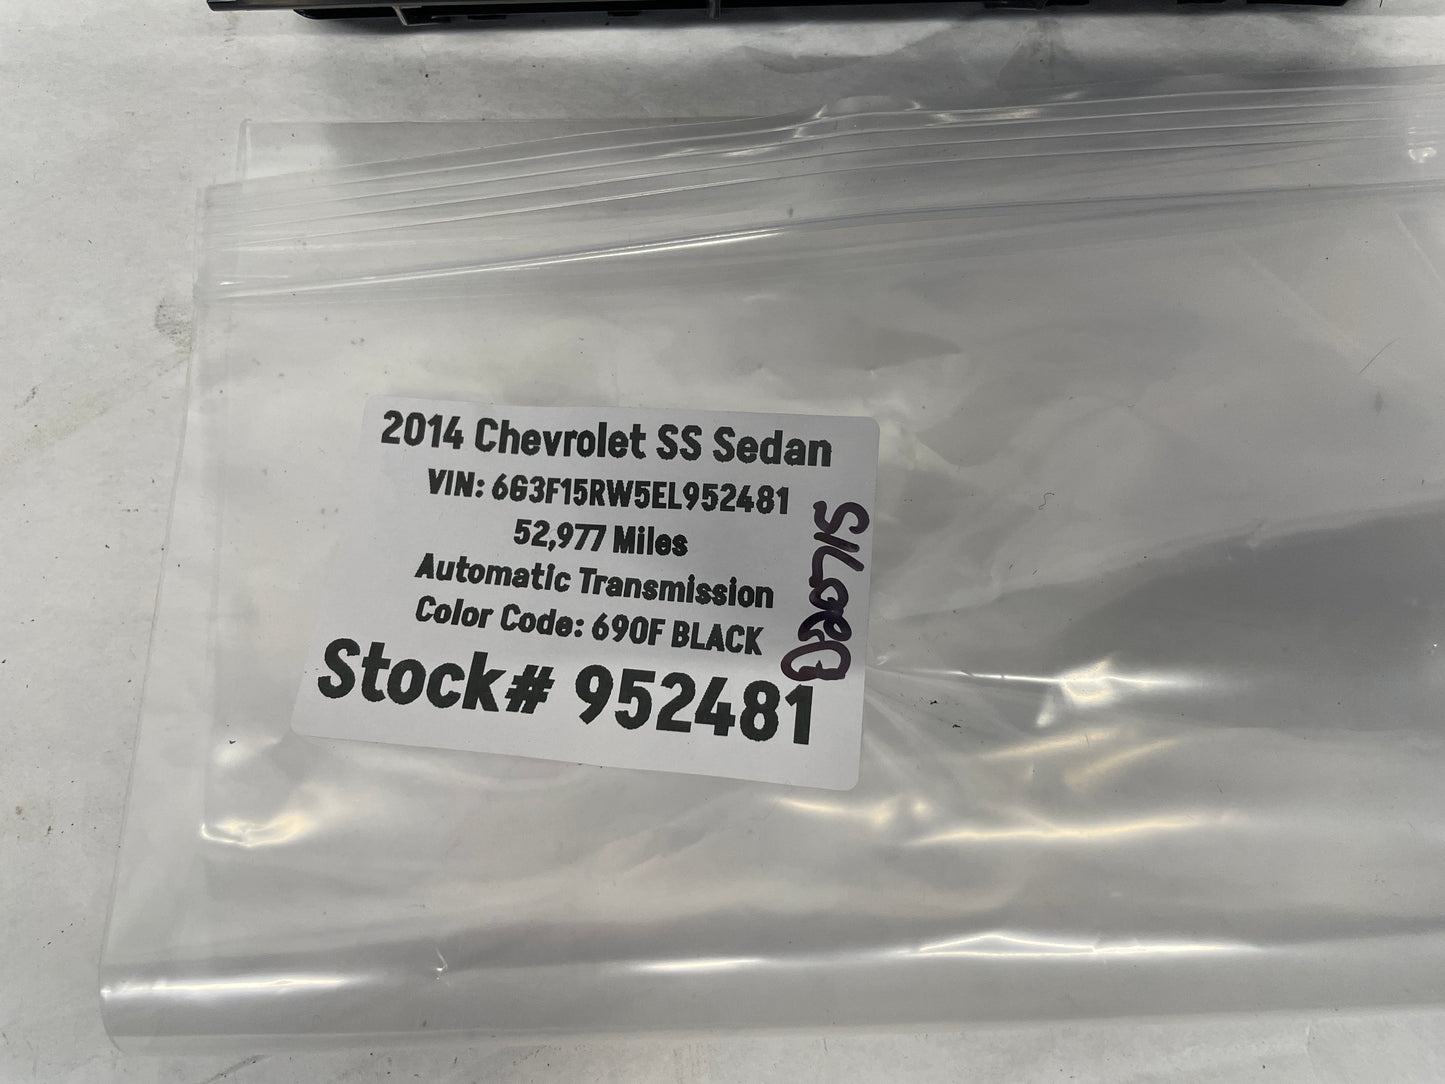 2014 Chevrolet SS Sedan
VIN: 6G3F15RW5EL952481
52,977 Miles
Automatic Transmission
Color Code: 690F BLACK
Stock# 952481